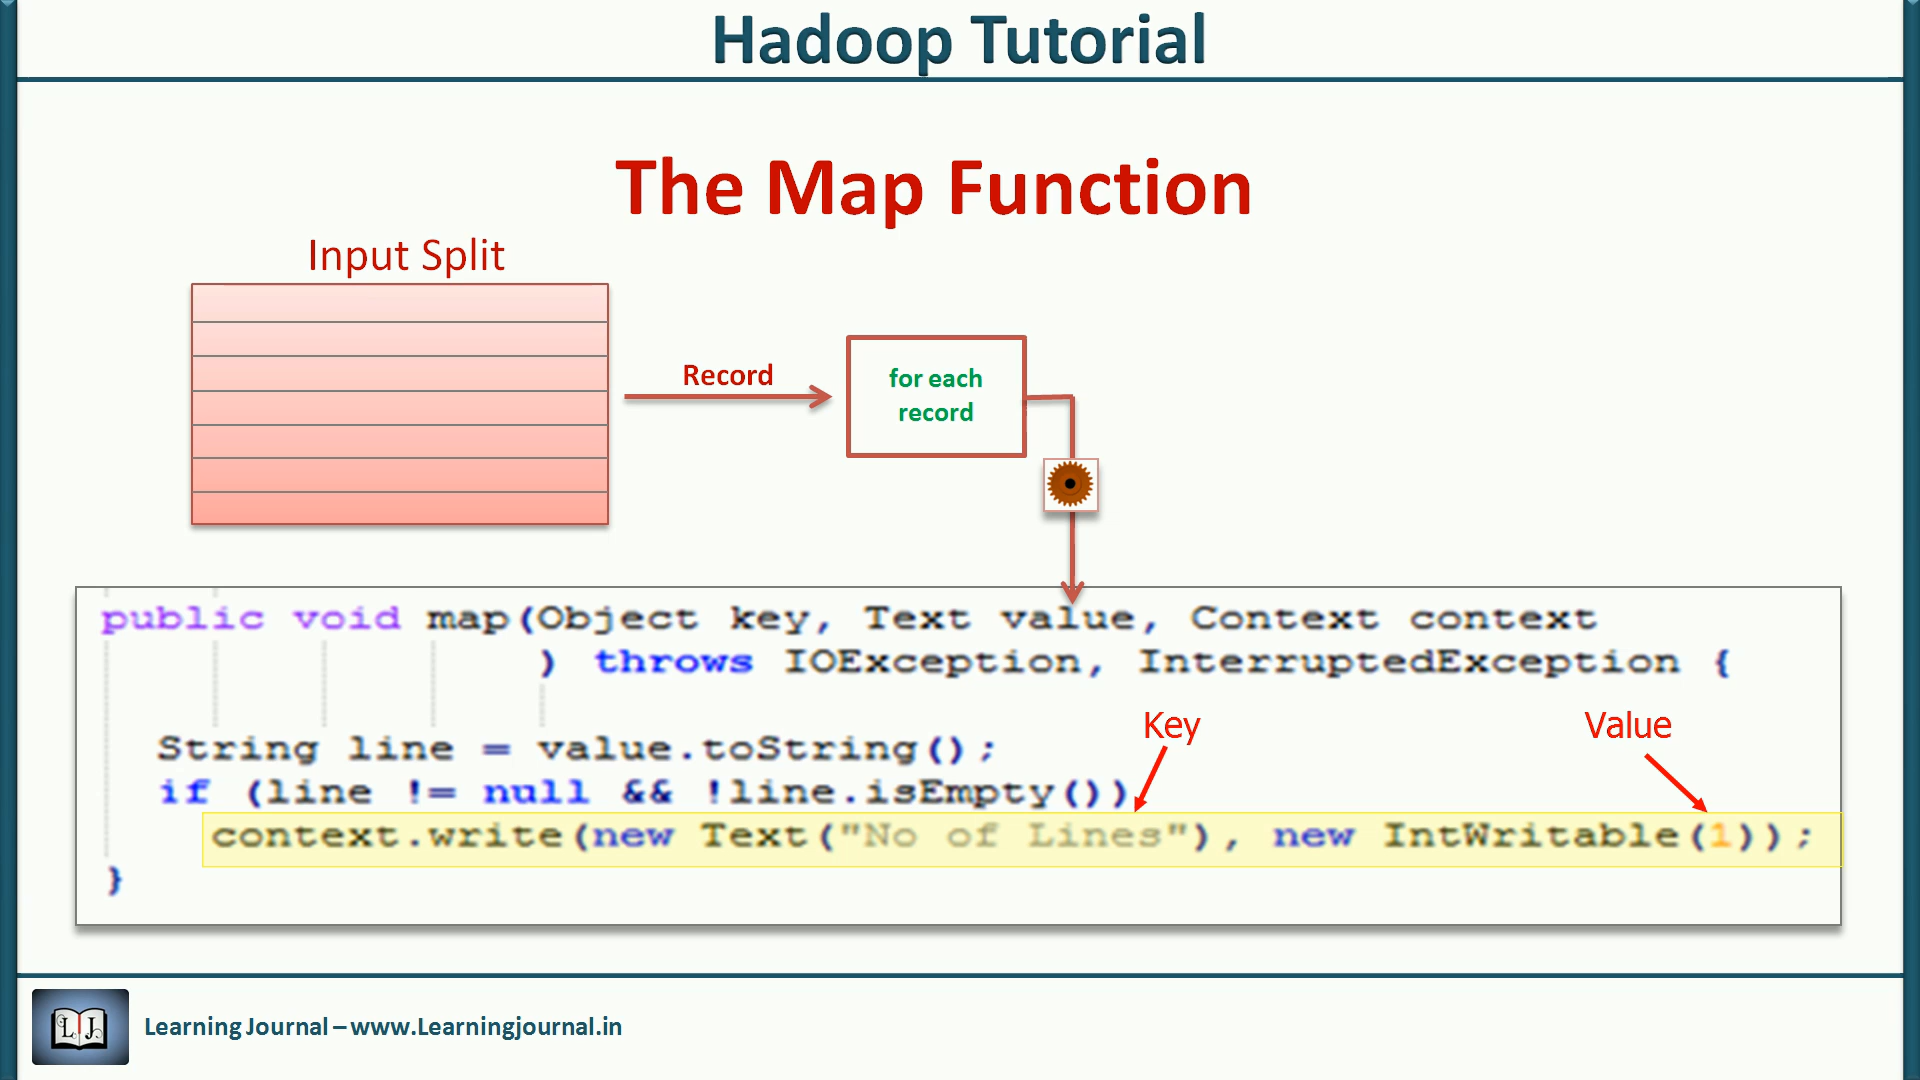 Hadoop Tutorial
The Map Function
Input Split
Record
for each
record
public void map(Object key, Text value, Context context
) throws IOException, InterruptedException {
Key
Value
String line = value.toString();
if (line != null && !line.isEmpty())
context.write(new Text("No of Lines"), new IntWritable(1));
}
LJ
Learning Journal – www.Learningjournal.in